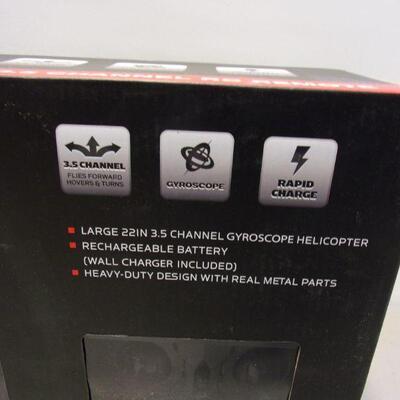 3.5 CHANNEL
FLIES FORWARD
HOVERS & TURNS
GYROSCOPE
RAPID
CHARGE
LARGE 22IN 3.5 CHANNEL GYROSCOPE HELICOPTER
RECHARGEABLE BATTERY
(WALL CHARGER INCLUDED)
HEAVY-DUTY DESIGN WITH REAL METAL PARTS